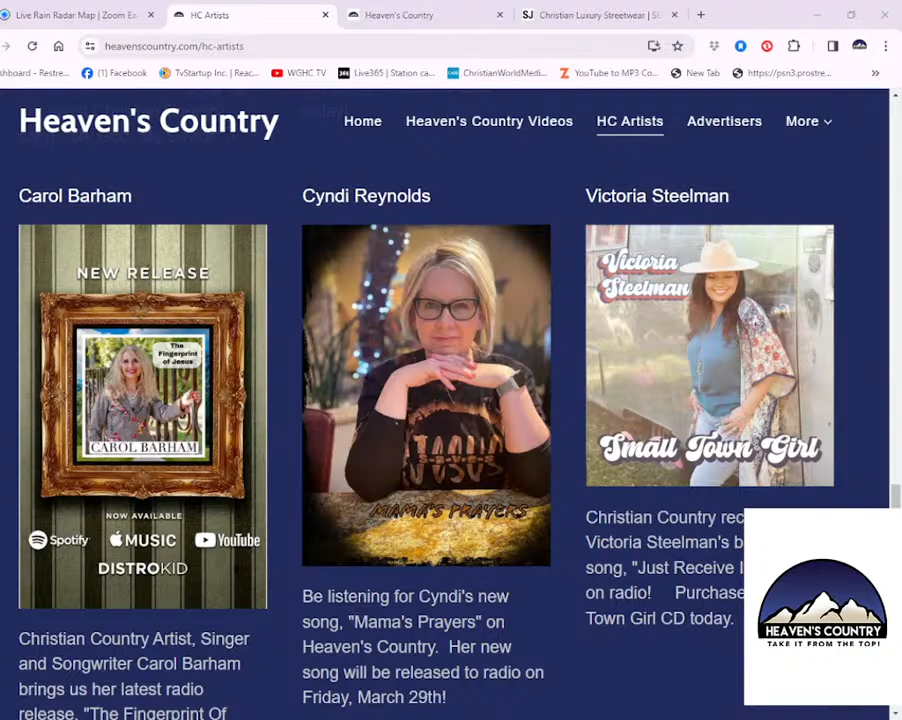 Live Rain Radar Map | Zoom Ea
HC Artists
Heaven's Country
Christian Luxury Streetwear | SE
heavenscountry.com/hc-artists
shboard - Restre...
(1) Facebook
TvStartup Inc. | Reac...
WGHC TV
Live365 | Station ca...
ChristianWorldMedi...
YouTube to MP3 Co...
New Tab
https://psn3.prostre...
Heaven's Country
Home
Heaven's Country Videos
HC Artists
Advertisers
More
Carol Barham
NEW RELEASE
The
Fingerprint
of Jesus
CAROL BARHAM
NOW AVAILABLE
Spotify
MUSIC
YouTube
DISTROKID
Christian Country Artist, Singer
and Songwriter Carol Barham
brings us her latest radio
release, "The Fingerprint Of
Cyndi Reynolds
MAMA'S PRAYERS
Be listening for Cyndi's new
song, "Mama's Prayers" on
Heaven's Country. Her new
song will be released to radio on
Friday, March 29th!
Victoria Steelman
Victoria
Steelman
Small Town Girl
Christian Country rec
Victoria Steelman's b
song, "Just Receive I
on radio! Purchase
Town Girl CD today.
HEAVEN'S COUNTRY
TAKE IT FROM THE TOP!